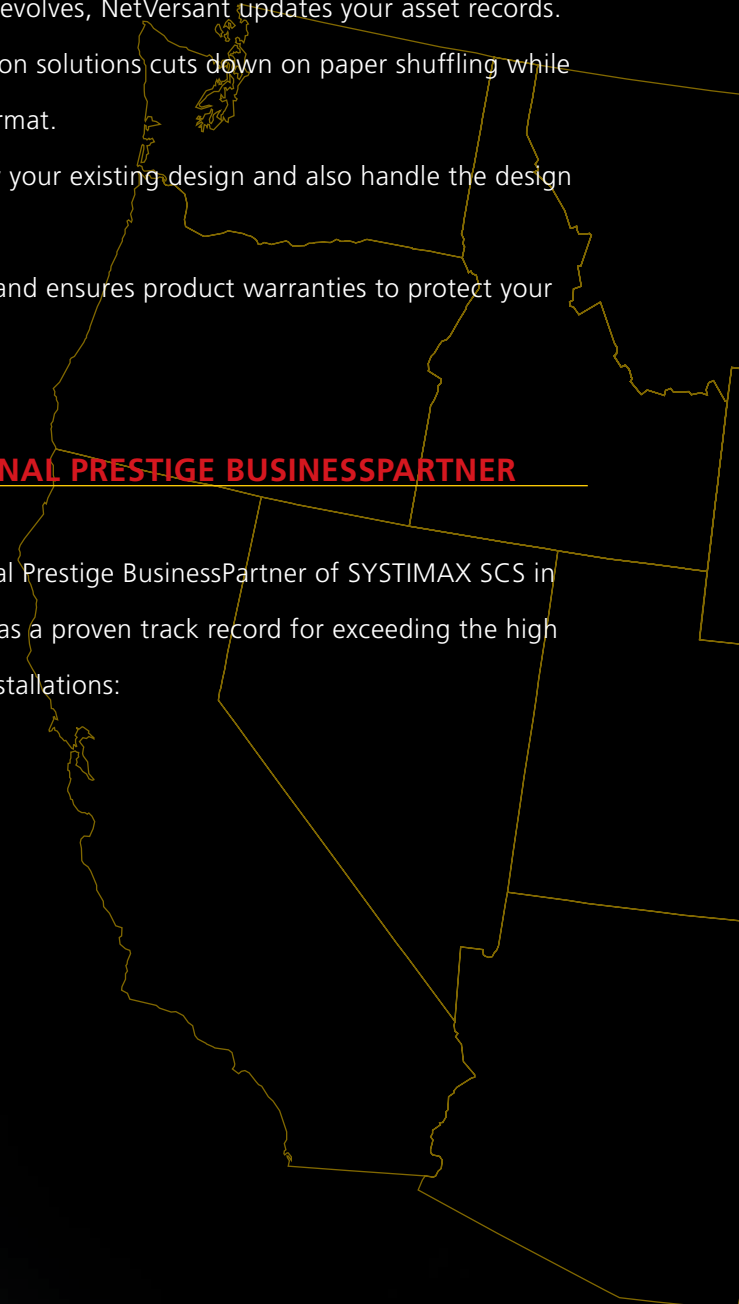 evolves, NetVersant updates your asset records.
on solutions cuts down on paper shuffling while
rmat.
your existing design and also handle the design
and ensures product warranties to protect your
NAL PRESTIGE BUSINESSPARTNER
al Prestige BusinessPartner of SYSTIMAX SCS in
as a proven track record for exceeding the high
stallations: